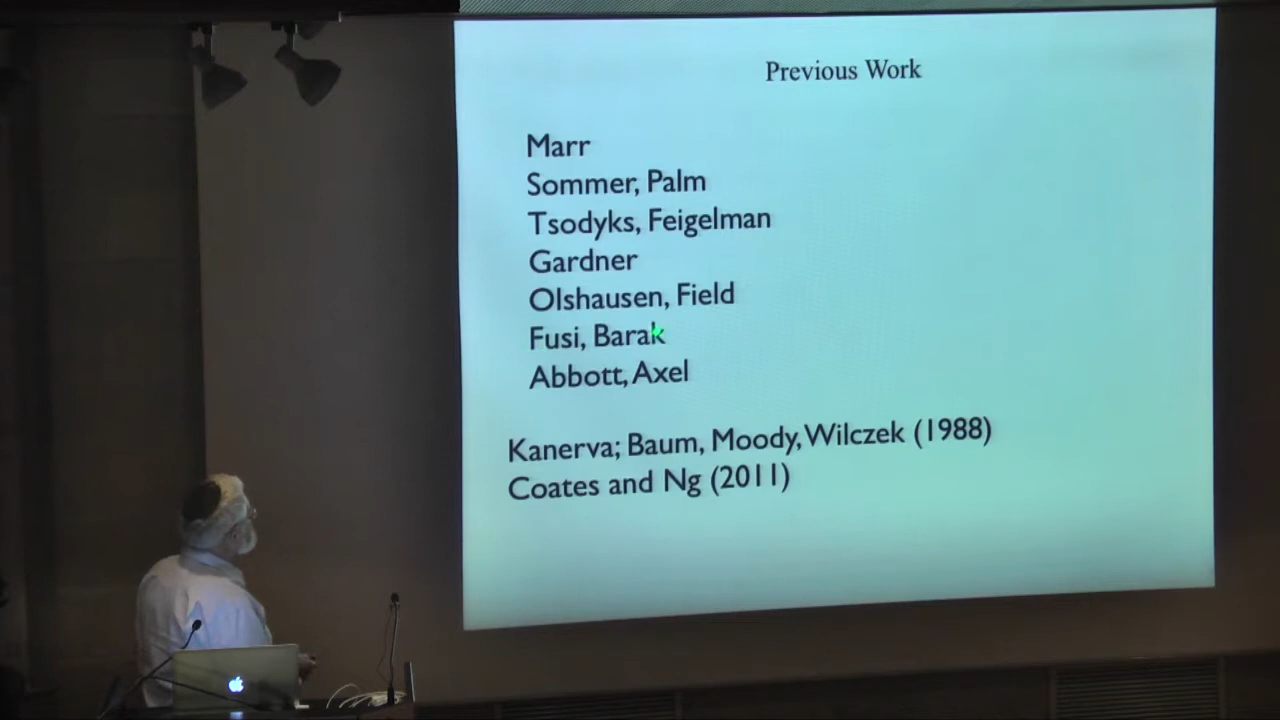 Previous Work
Marr
Sommer, Palm
Tsodyks, Feigelman
Gardner
Olshausen, Field
Fusi, Barak
Abbott, Axel
Kanerva; Baum, Moody, Wilczek (1988)
Coates and Ng (2011)